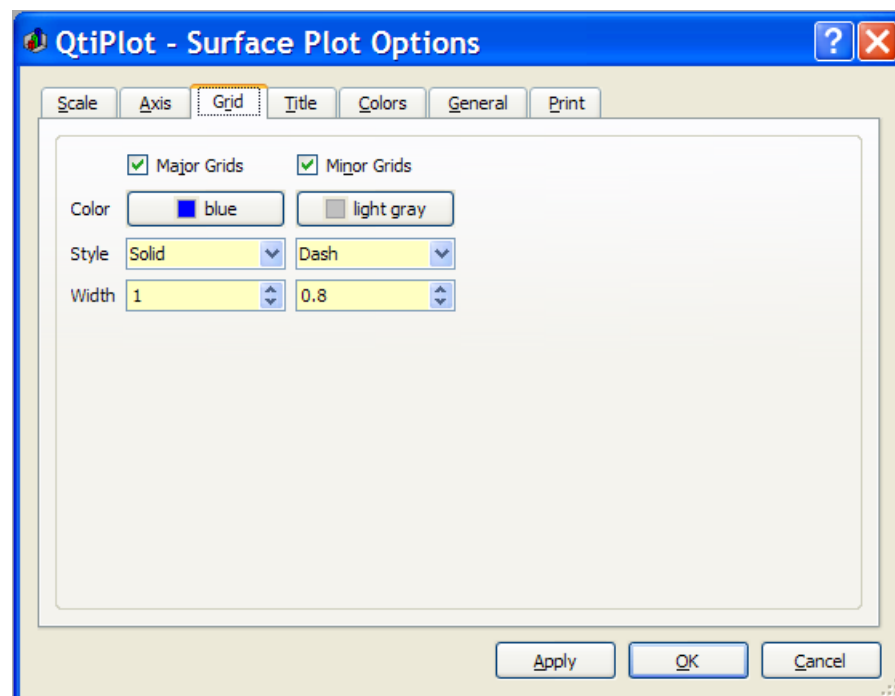 QtiPlot - Surface Plot Options
Scale Axis Grid Title Colors General Print
Major Grids Minor Grids
Color blue light gray
Style Solid Dash
Width 1 0.8
Apply OK Cancel